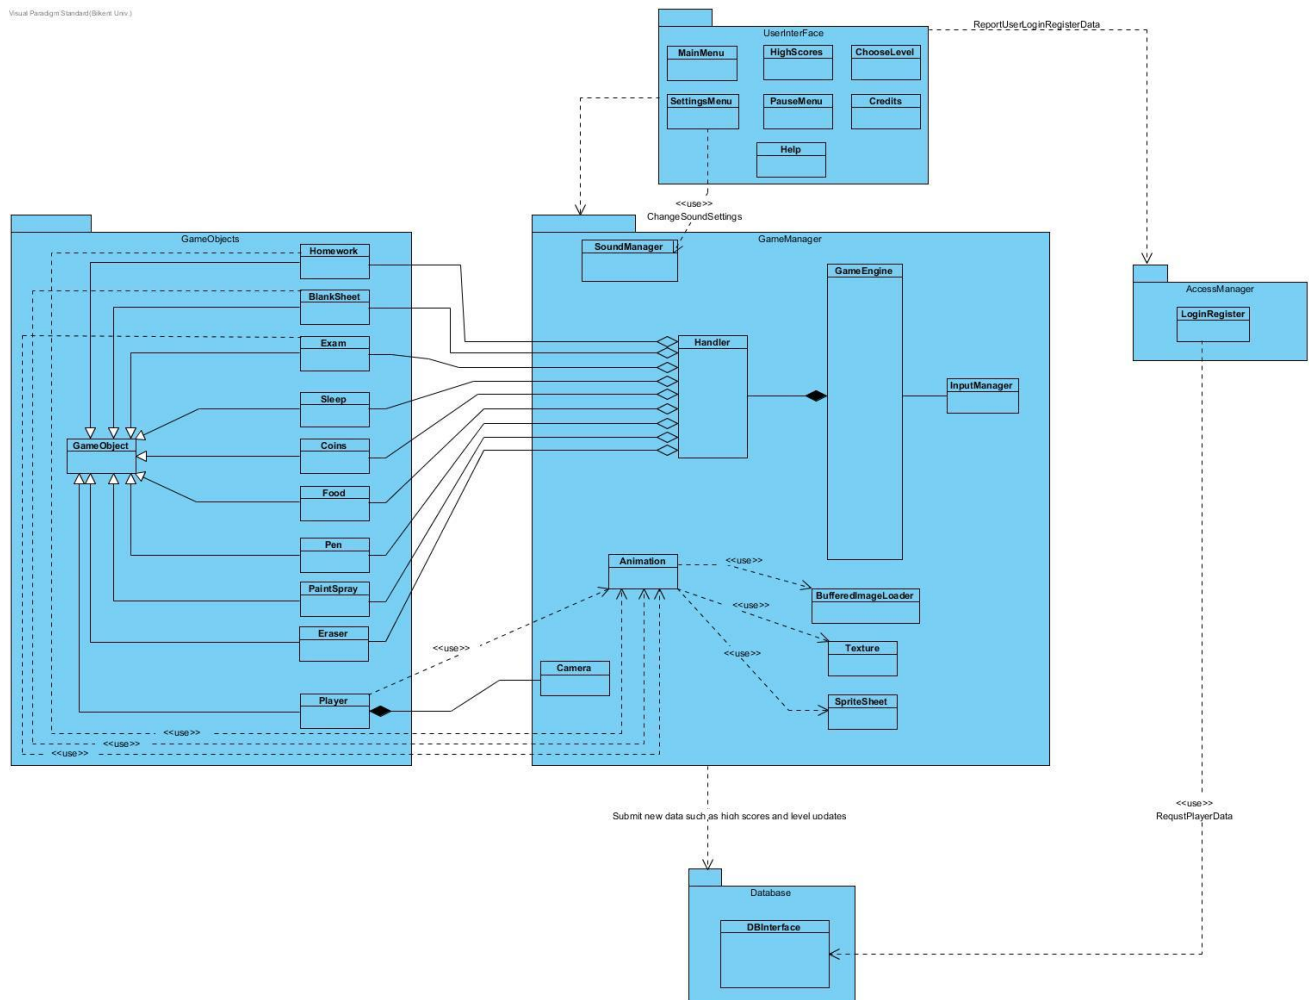 Visual Paradigm Standard(Bilkent Univ.)
UserInterFace
MainMenu
HighScores
ChooseLevel
SettingsMenu
PauseMenu
Credits
Help
ReportUserLoginRegisterData
<<use>>
ChangeSoundSettings
GameObjects
Homework
BlankSheet
Exam
Sleep
GameObject
Coins
Food
Pen
PaintSpray
Eraser
Player
<<use>>
<<use>>
<<use>>
<<use>>
GameManager
SoundManager
GameEngine
Handler
InputManager
Animation
<<use>>
BufferedImageLoader
<<use>>
Texture
<<use>>
Camera
SpriteSheet
AccessManager
LoginRegister
<<use>>
RequstPlayerData
Submit new data such as high scores and level updates
Database
DBInterface